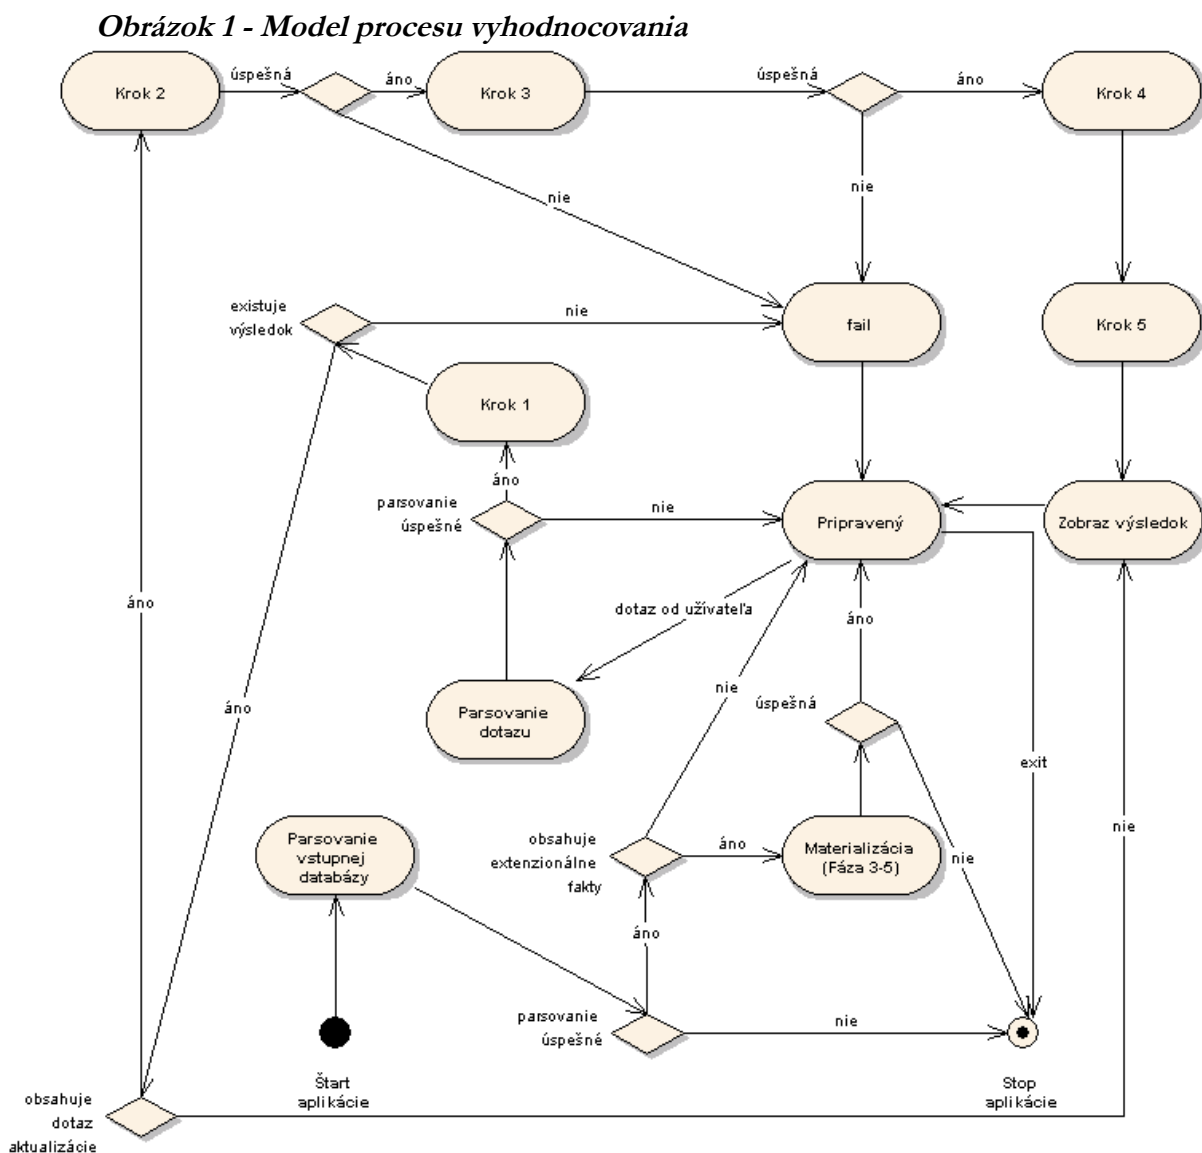 Obrázok 1 - Model procesu vyhodnocovania
Krok 2
úspešná
áno
Krok 3
úspešná
áno
Krok 4
nie
nie
existuje
výsledok
nie
fail
Krok 5
Krok 1
áno
parsovanie
úspešné
nie
Pripravený
Zobraz výsledok
áno
dotaz od užívateľa
áno
nie
úspešná
áno
Parsovanie
dotazu
exit
Parsovanie
vstupnej
databázy
obsahuje
extenzionálne
fakty
áno
Materializácia
(Fáza 3-5)
nie
nie
áno
parsovanie
úspešné
nie
Štart
aplikácie
Stop
aplikácie
obsahuje
dotaz
aktualizácie